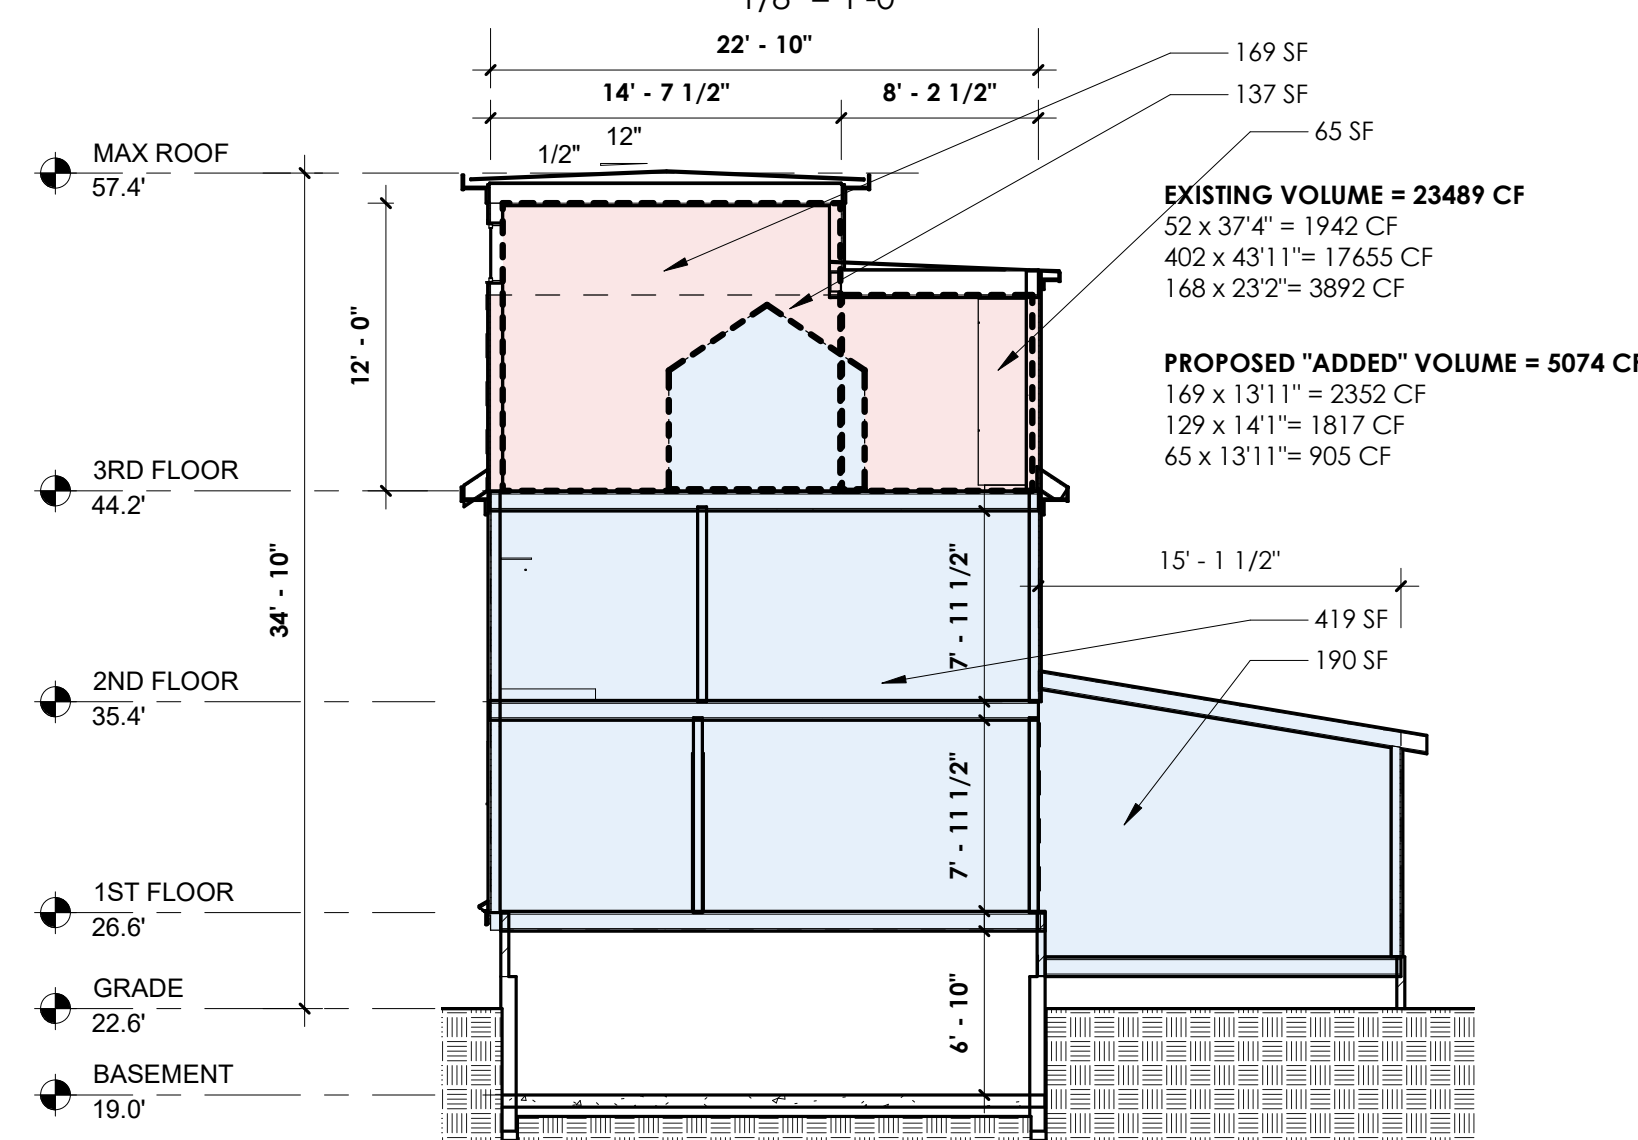 22' - 10"
14' - 7 1/2"
8' - 2 1/2"
12"
1/2"
169 SF
137 SF
65 SF
MAX ROOF
57.4'
EXISTING VOLUME = 23489 CF
52 x 37'4" = 1942 CF
402 x 43'11"= 17655 CF
168 x 23'2"= 3892 CF
12' - 0"
PROPOSED "ADDED" VOLUME = 5074 CF
169 x 13'11" = 2352 CF
129 x 14'1"= 1817 CF
65 x 13'11"= 905 CF
3RD FLOOR
44.2'
34' - 10"
7' - 11 1/2"
15' - 1 1/2"
419 SF
190 SF
2ND FLOOR
35.4'
7' - 11 1/2"
1ST FLOOR
26.6'
GRADE
22.6'
6' - 10"
BASEMENT
19.0'